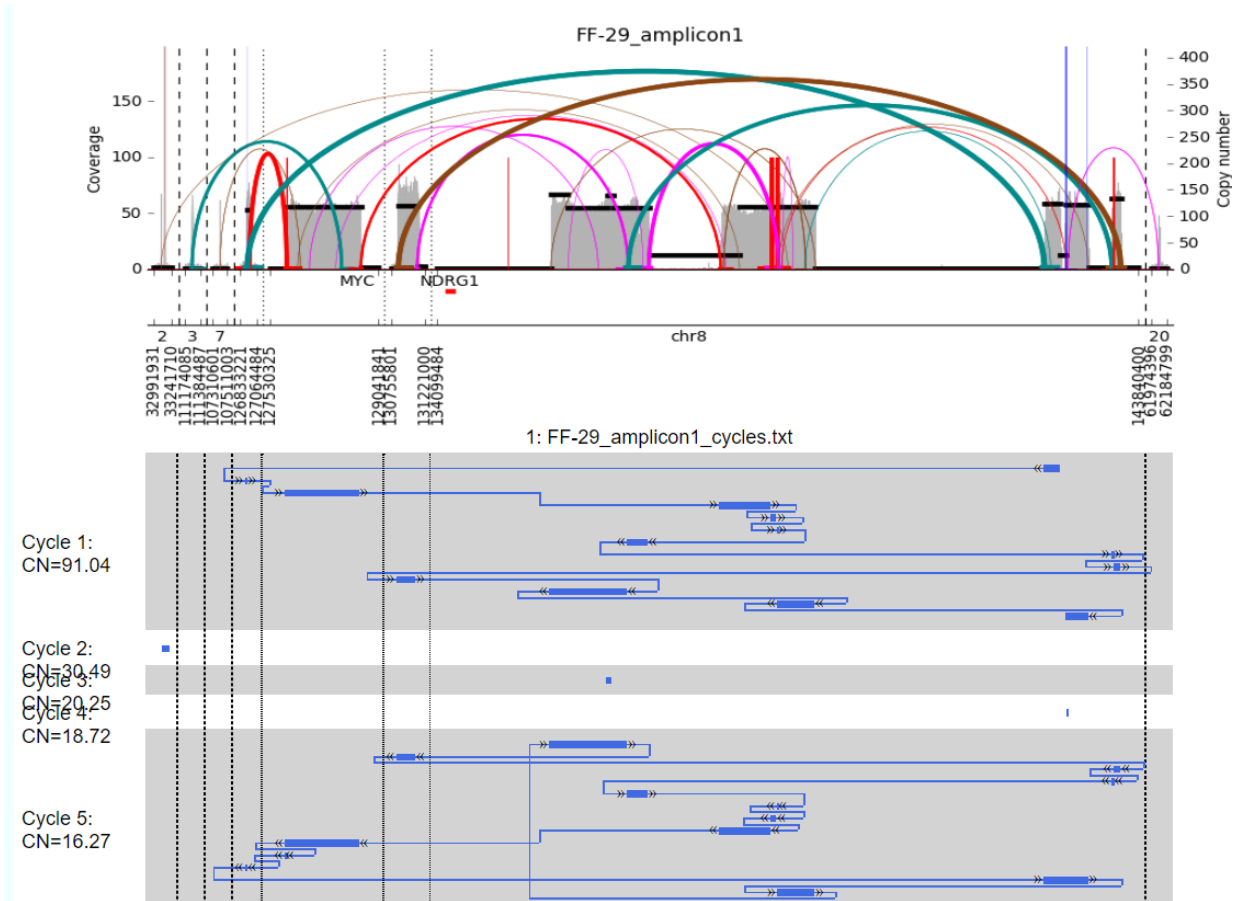 FF-29_amplicon1
Coverage
150
100
50
0
400
350
300
250
200
150
100
50
0
Copy number
MYC
NDRG1
2
3
7
chr8
20
32991931
33241710
111174085
111384487
107310601
107511003
126833221
127064484
127530325
129041841
130755801
131221000
134099484
143840400
61974396
62184799
1: FF-29_amplicon1_cycles.txt
Cycle 1:
CN=91.04
Cycle 2:
CN=30.49
Cycle 3:
CN=20.25
Cycle 4:
CN=18.72
Cycle 5:
CN=16.27